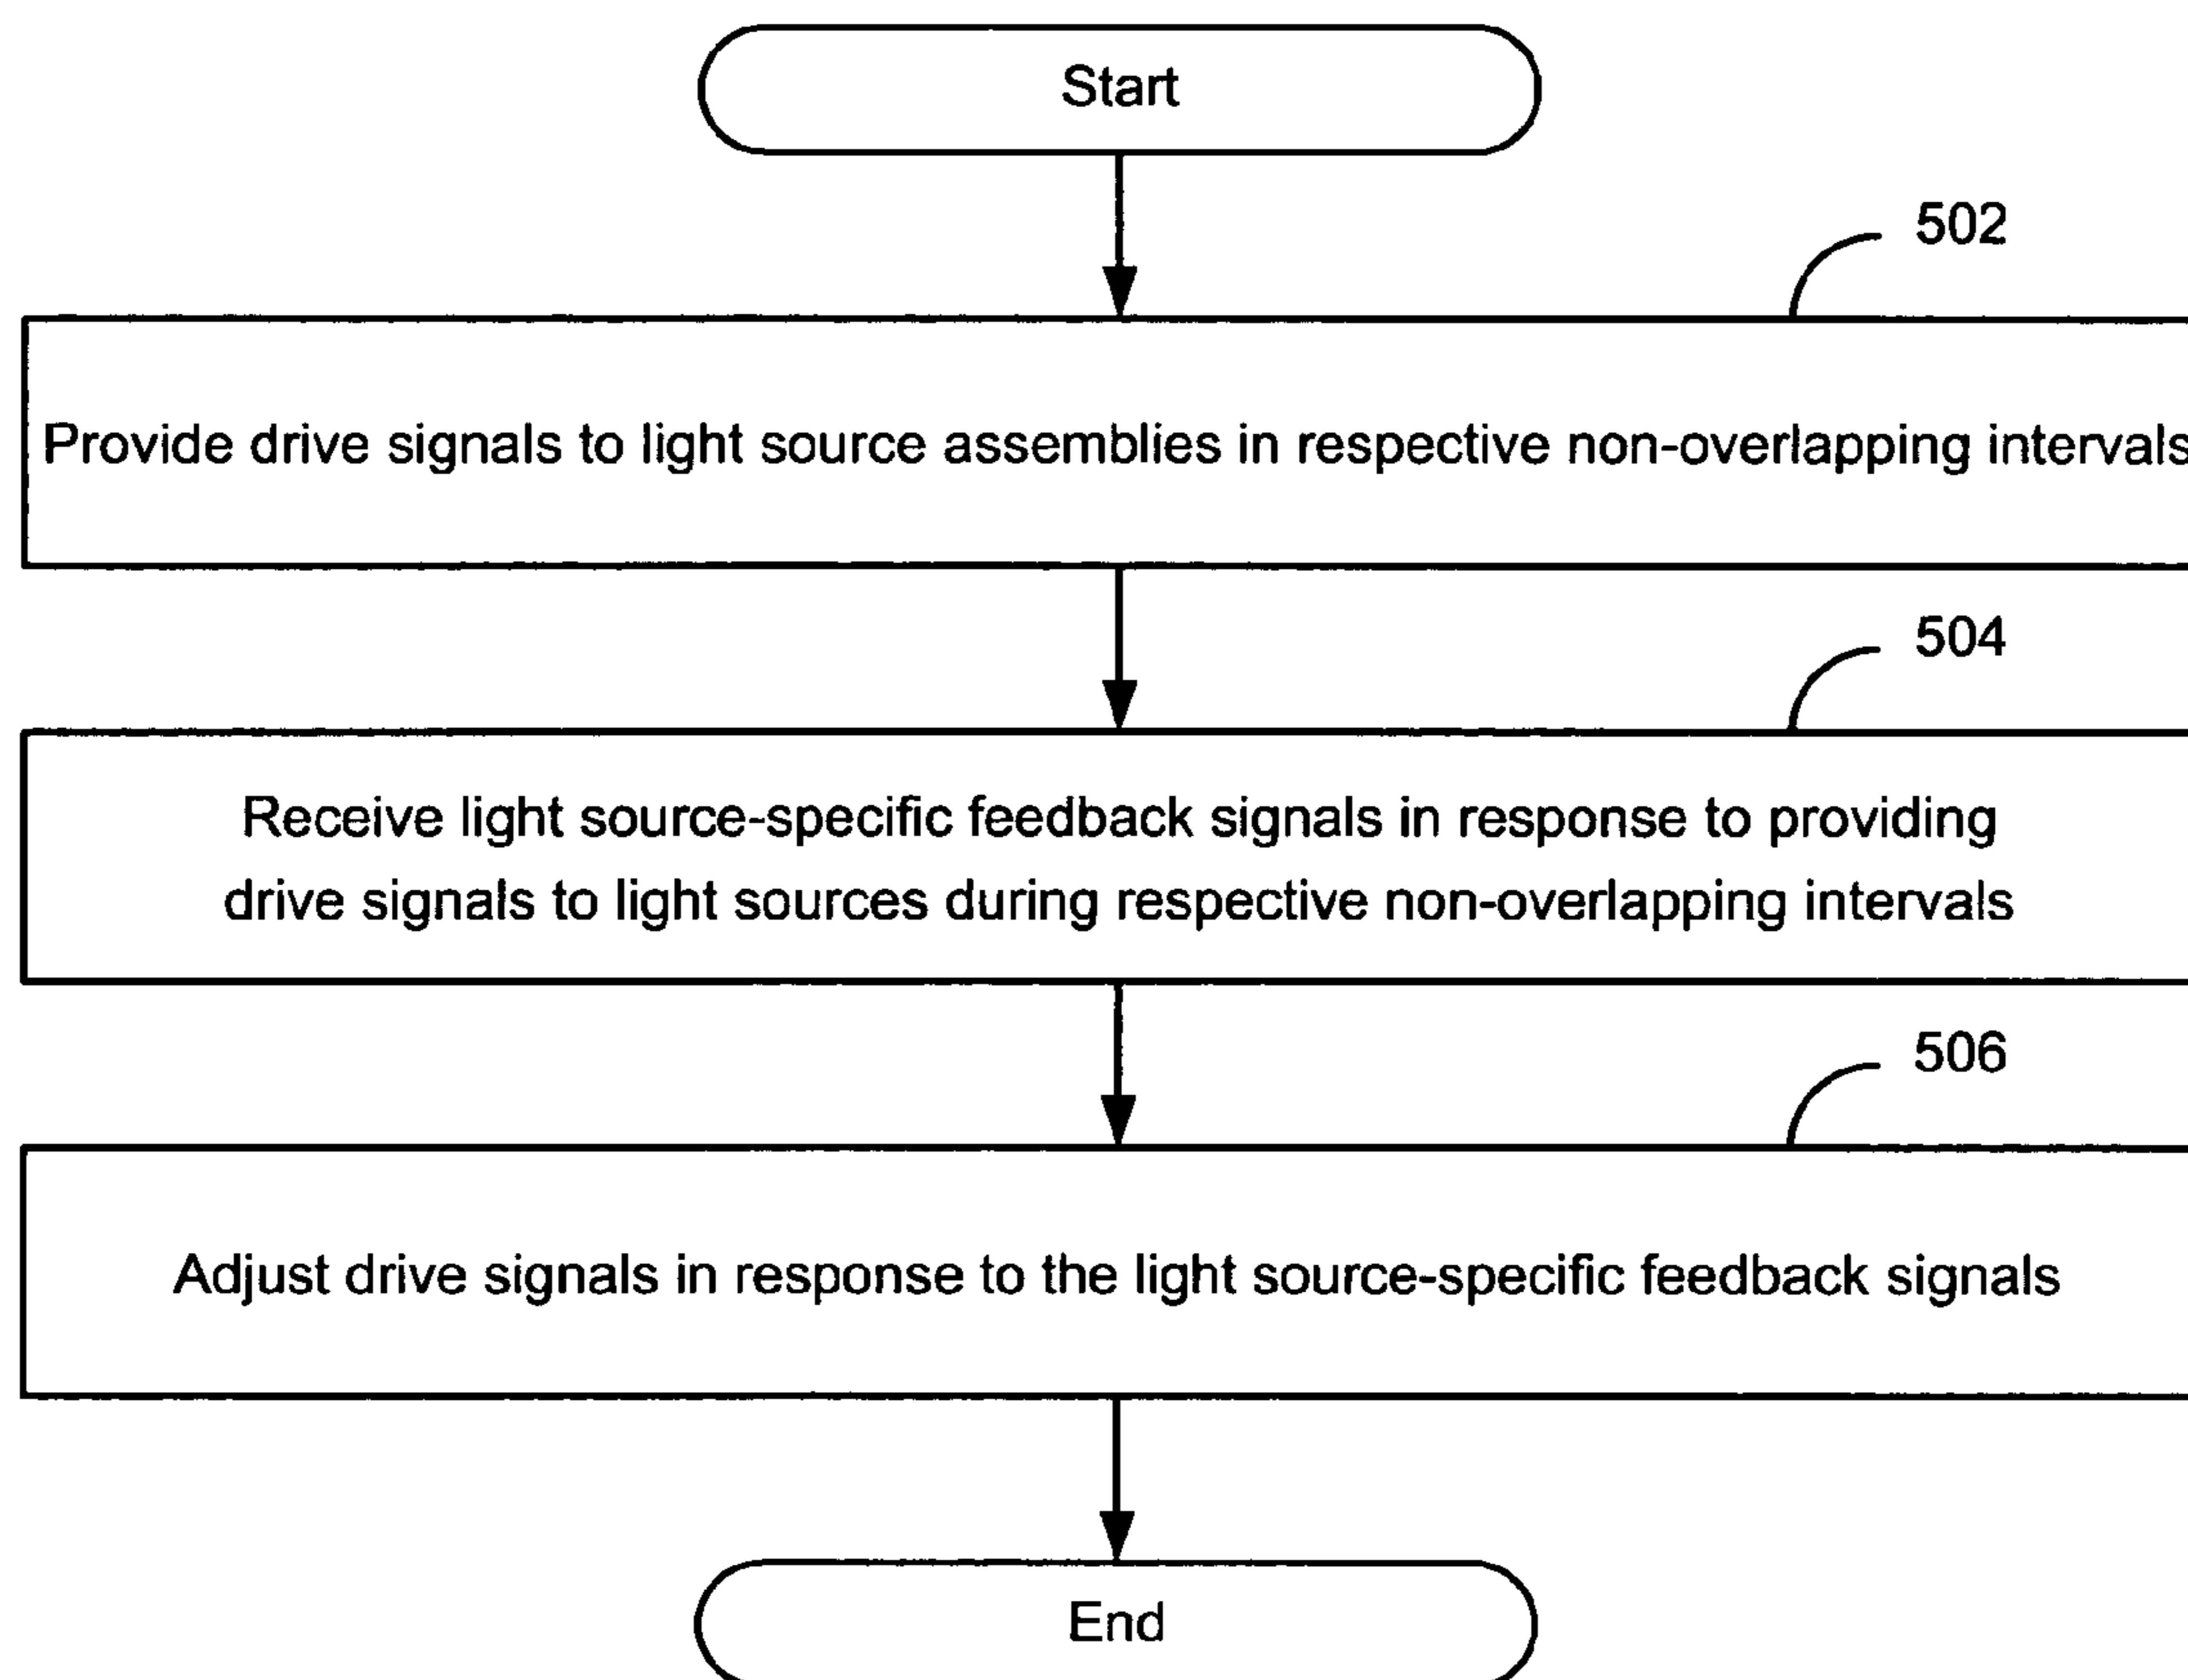 Start
502
Provide drive signals to light source assemblies in respective non-overlapping intervals
504
Receive light source-specific feedback signals in response to providing
drive signals to light sources during respective non-overlapping intervals
506
Adjust drive signals in response to the light source-specific feedback signals
End